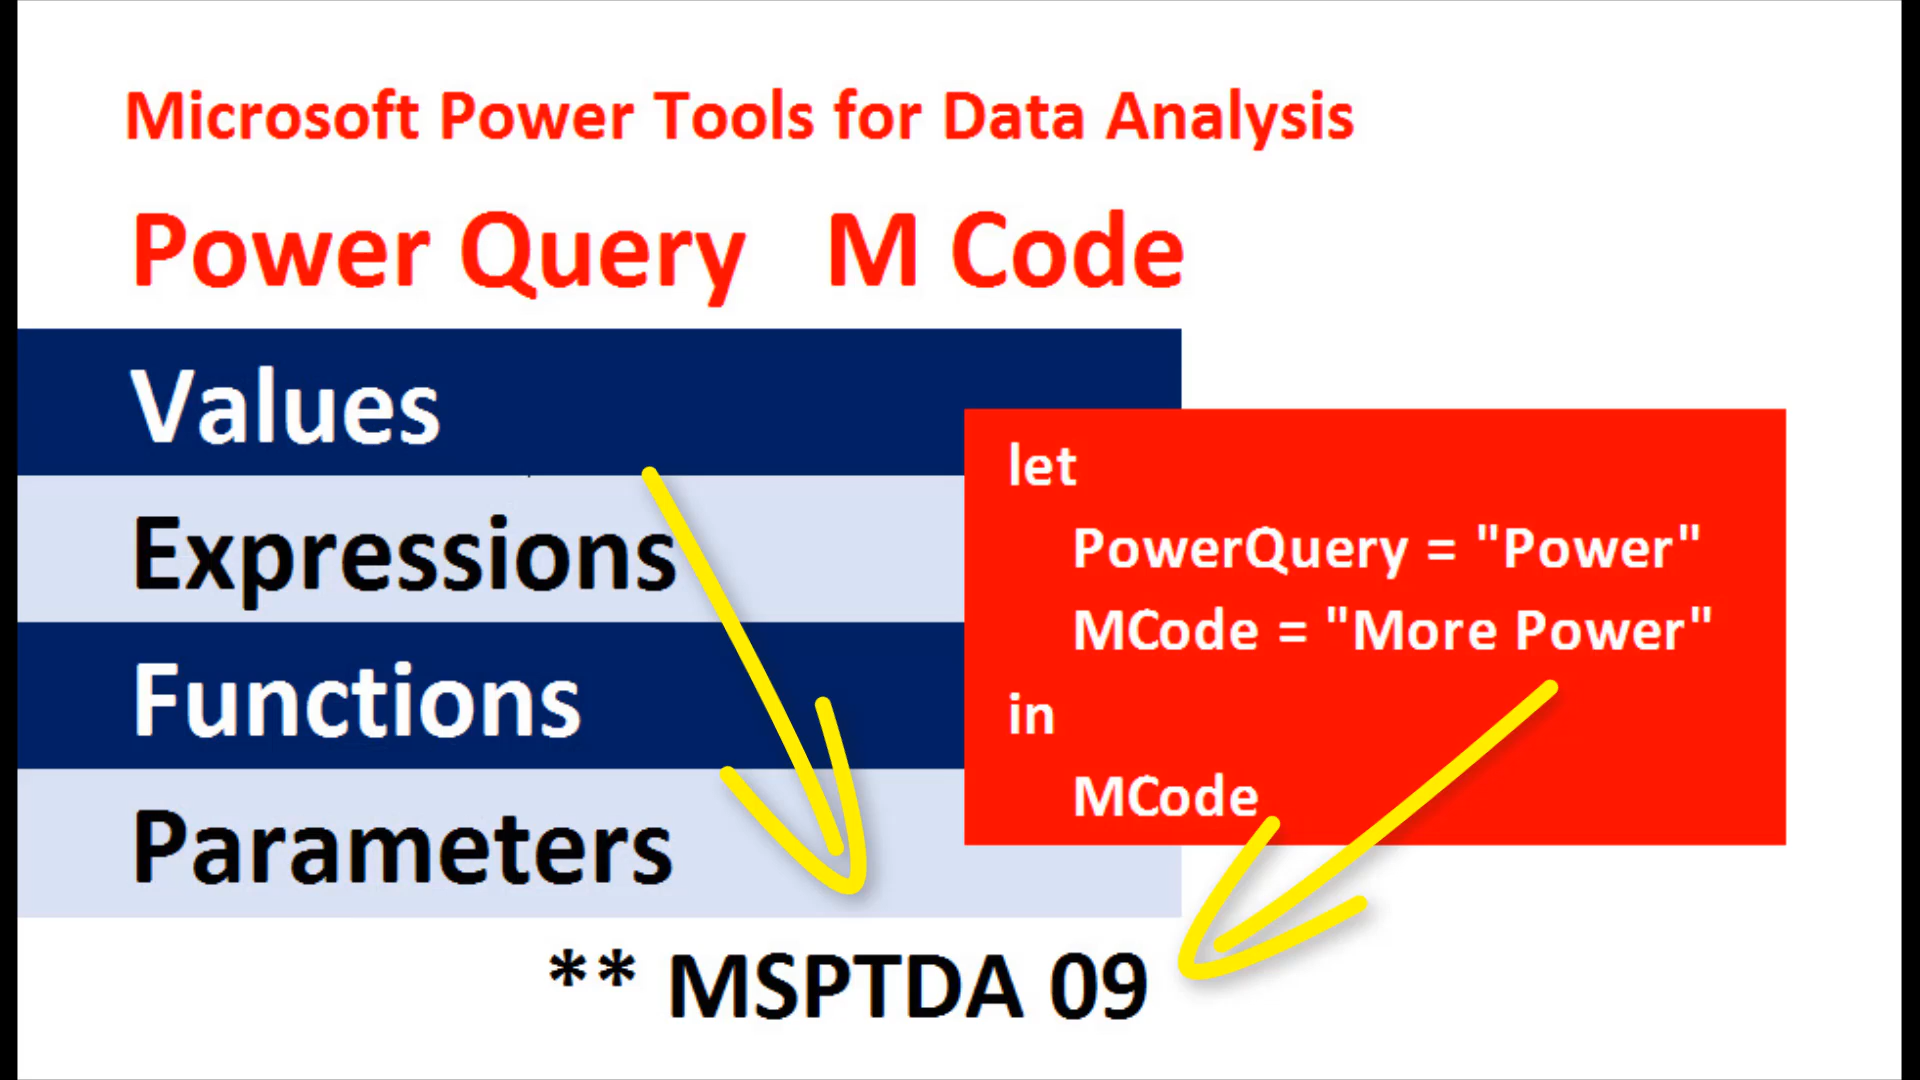 Microsoft Power Tools for Data Analysis
Power Query M Code
Values
Expressions
Functions
Parameters
let
PowerQuery = "Power"
MCode = "More Power"
in
MCode
** MSPTDA 09